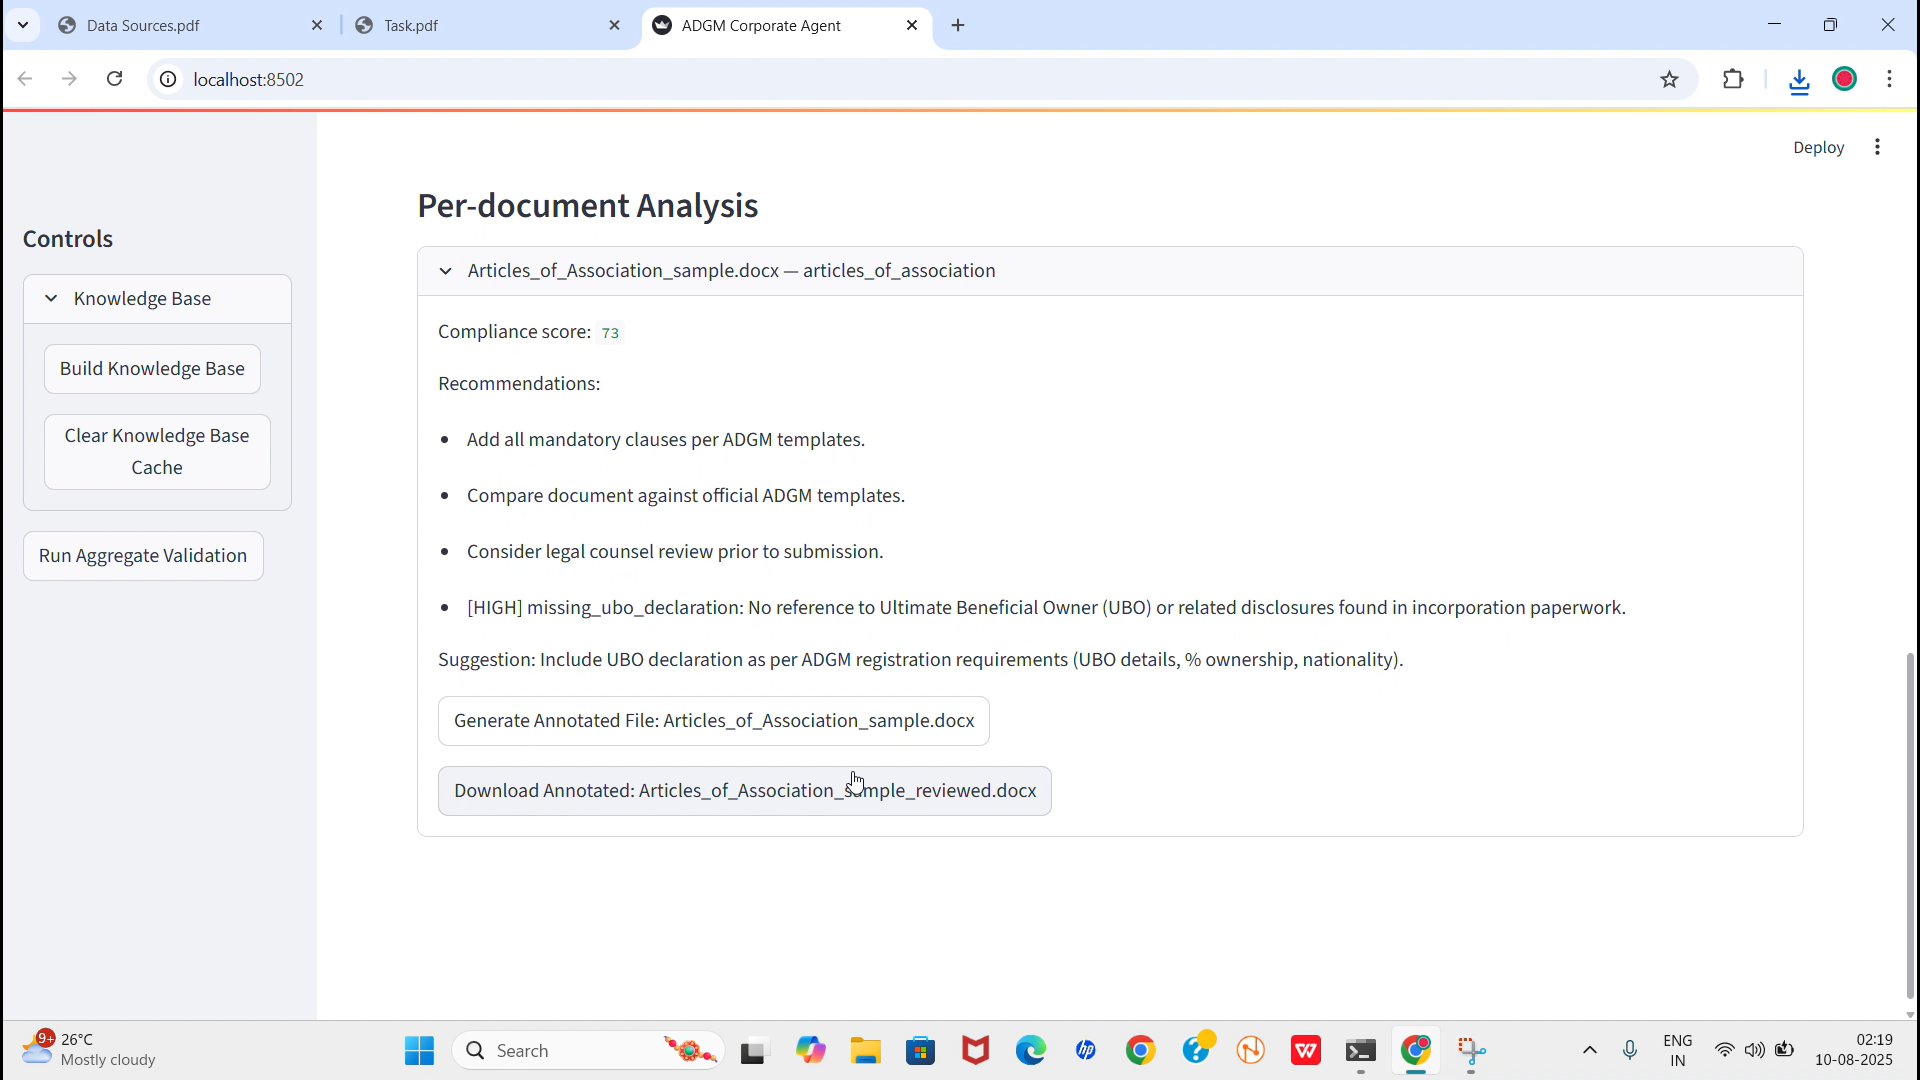 Data Sources.pdf
Task.pdf
ADGM Corporate Agent
localhost:8502
Deploy
Controls
Knowledge Base
Build Knowledge Base
Clear Knowledge Base
Cache
Run Aggregate Validation
Per-document Analysis
Articles_of_Association_sample.docx — articles_of_association
Compliance score: 73
Recommendations:
• Add all mandatory clauses per ADGM templates.
• Compare document against official ADGM templates.
• Consider legal counsel review prior to submission.
• [HIGH] missing_ubo_declaration: No reference to Ultimate Beneficial Owner (UBO) or related disclosures found in incorporation paperwork.
Suggestion: Include UBO declaration as per ADGM registration requirements (UBO details, % ownership, nationality).
Generate Annotated File: Articles_of_Association_sample.docx
Download Annotated: Articles_of_Association_sample_reviewed.docx
9+
26°C
Mostly cloudy
Search
hp
W
ENG
IN
02:19
10-08-2025